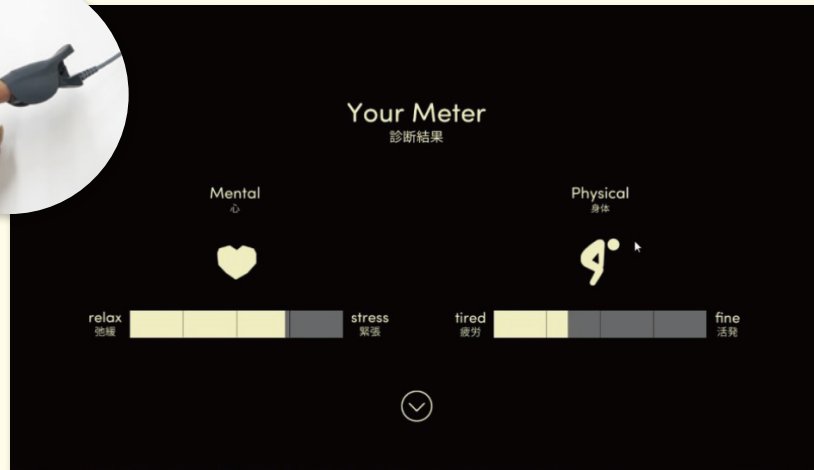 Your Meter
診断結果
Mental
心
Physical
身体
relax
弛緩
stress
緊張
tired
疲労
fine
活発